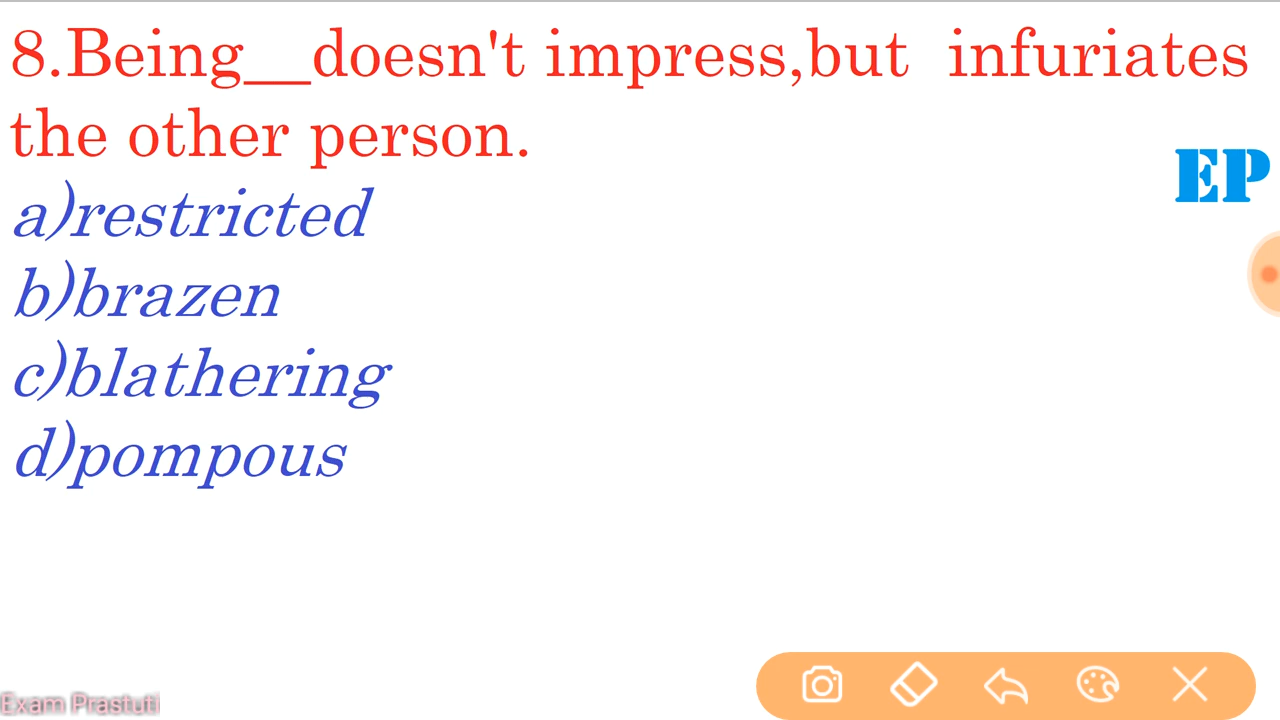 8.Being__doesn't impress,but infuriates
the other person.
EP
a)restricted
b)brazen
c)blathering
d)pompous
Exam Prastuti